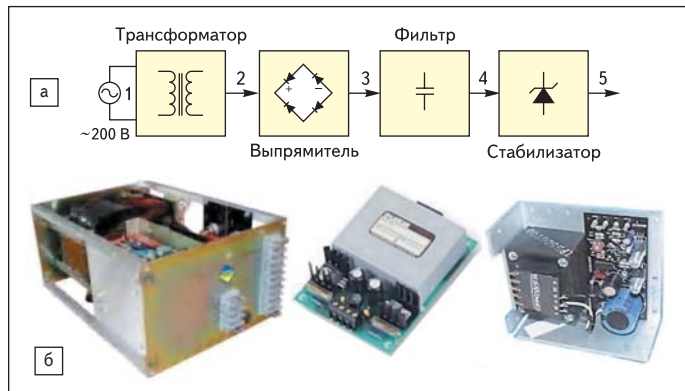 Трансформатор
Фильтр
а
1
2
3
4
5
~200 В
+
–
Выпрямитель
Стабилизатор
б